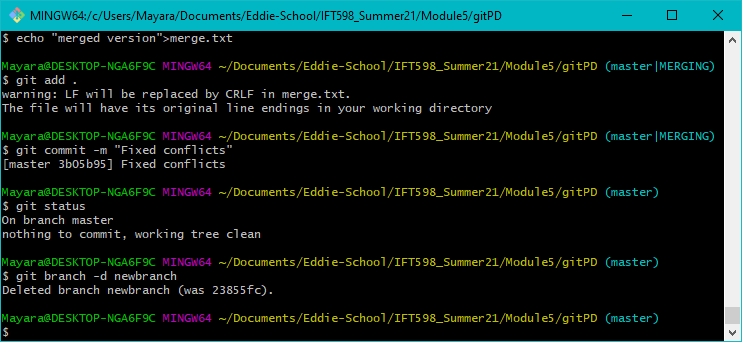 MINGW64:/c/Users/Mayara/Documents/Eddie-School/IFT598_Summer21/Module5/gitPD
$ echo "merged version">merge.txt
Mayara@DESKTOP-NGA6F9C MINGW64 ~/Documents/Eddie-School/IFT598_Summer21/Module5/gitPD (master|MERGING)
$ git add .
warning: LF will be replaced by CRLF in merge.txt.
The file will have its original line endings in your working directory
Mayara@DESKTOP-NGA6F9C MINGW64 ~/Documents/Eddie-School/IFT598_Summer21/Module5/gitPD (master|MERGING)
$ git commit -m "Fixed conflicts"
[master 3b05b95] Fixed conflicts
Mayara@DESKTOP-NGA6F9C MINGW64 ~/Documents/Eddie-School/IFT598_Summer21/Module5/gitPD (master)
$ git status
On branch master
nothing to commit, working tree clean
Mayara@DESKTOP-NGA6F9C MINGW64 ~/Documents/Eddie-School/IFT598_Summer21/Module5/gitPD (master)
$ git branch -d newbranch
Deleted branch newbranch (was 23855fc).
Mayara@DESKTOP-NGA6F9C MINGW64 ~/Documents/Eddie-School/IFT598_Summer21/Module5/gitPD (master)
$